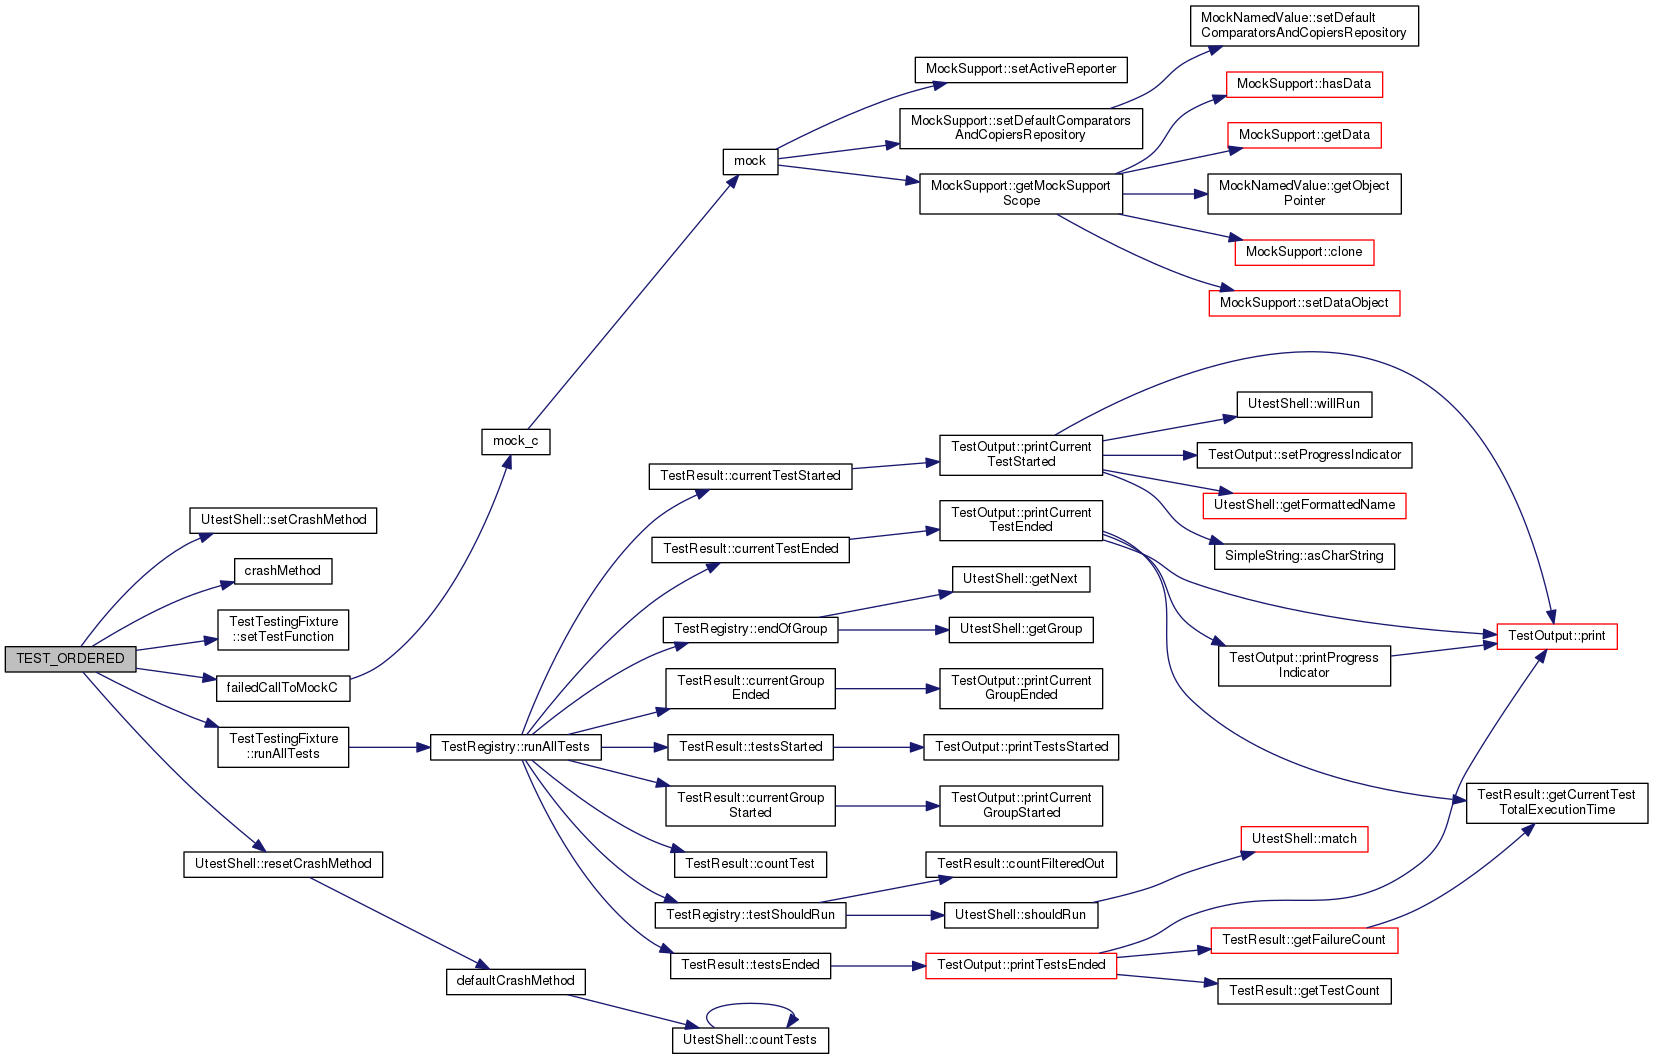 MockNamedValue::setDefault
ComparatorsAndCopiersRepository
MockSupport::setActiveReporter
MockSupport::hasData
MockSupport::setDefaultComparators
AndCopiersRepository
MockSupport::getData
mock
MockSupport::getMockSupport
Scope
MockNamedValue::getObject
Pointer
MockSupport::clone
MockSupport::setDataObject
UtestShell::willRun
mock_c
TestOutput::printCurrent
TestStarted
TestOutput::setProgressIndicator
TestResult::currentTestStarted
UtestShell::getFormattedName
UtestShell::setCrashMethod
TestOutput::printCurrent
TestEnded
TestResult::currentTestEnded
SimpleString::asCharString
crashMethod
UtestShell::getNext
TestTestingFixture
::setTestFunction
TestRegistry::endOfGroup
UtestShell::getGroup
TestOutput::print
TEST_ORDERED
TestOutput::printProgress
Indicator
failedCallToMockC
TestResult::currentGroup
Ended
TestOutput::printCurrent
GroupEnded
TestTestingFixture
::runAllTests
TestRegistry::runAllTests
TestResult::testsStarted
TestOutput::printTestsStarted
TestResult::currentGroup
Started
TestOutput::printCurrent
GroupStarted
TestResult::getCurrentTest
TotalExecutionTime
UtestShell::match
UtestShell::resetCrashMethod
TestResult::countTest
TestResult::countFilteredOut
TestRegistry::testShouldRun
UtestShell::shouldRun
TestResult::getFailureCount
TestResult::testsEnded
TestOutput::printTestsEnded
defaultCrashMethod
TestResult::getTestCount
UtestShell::countTests